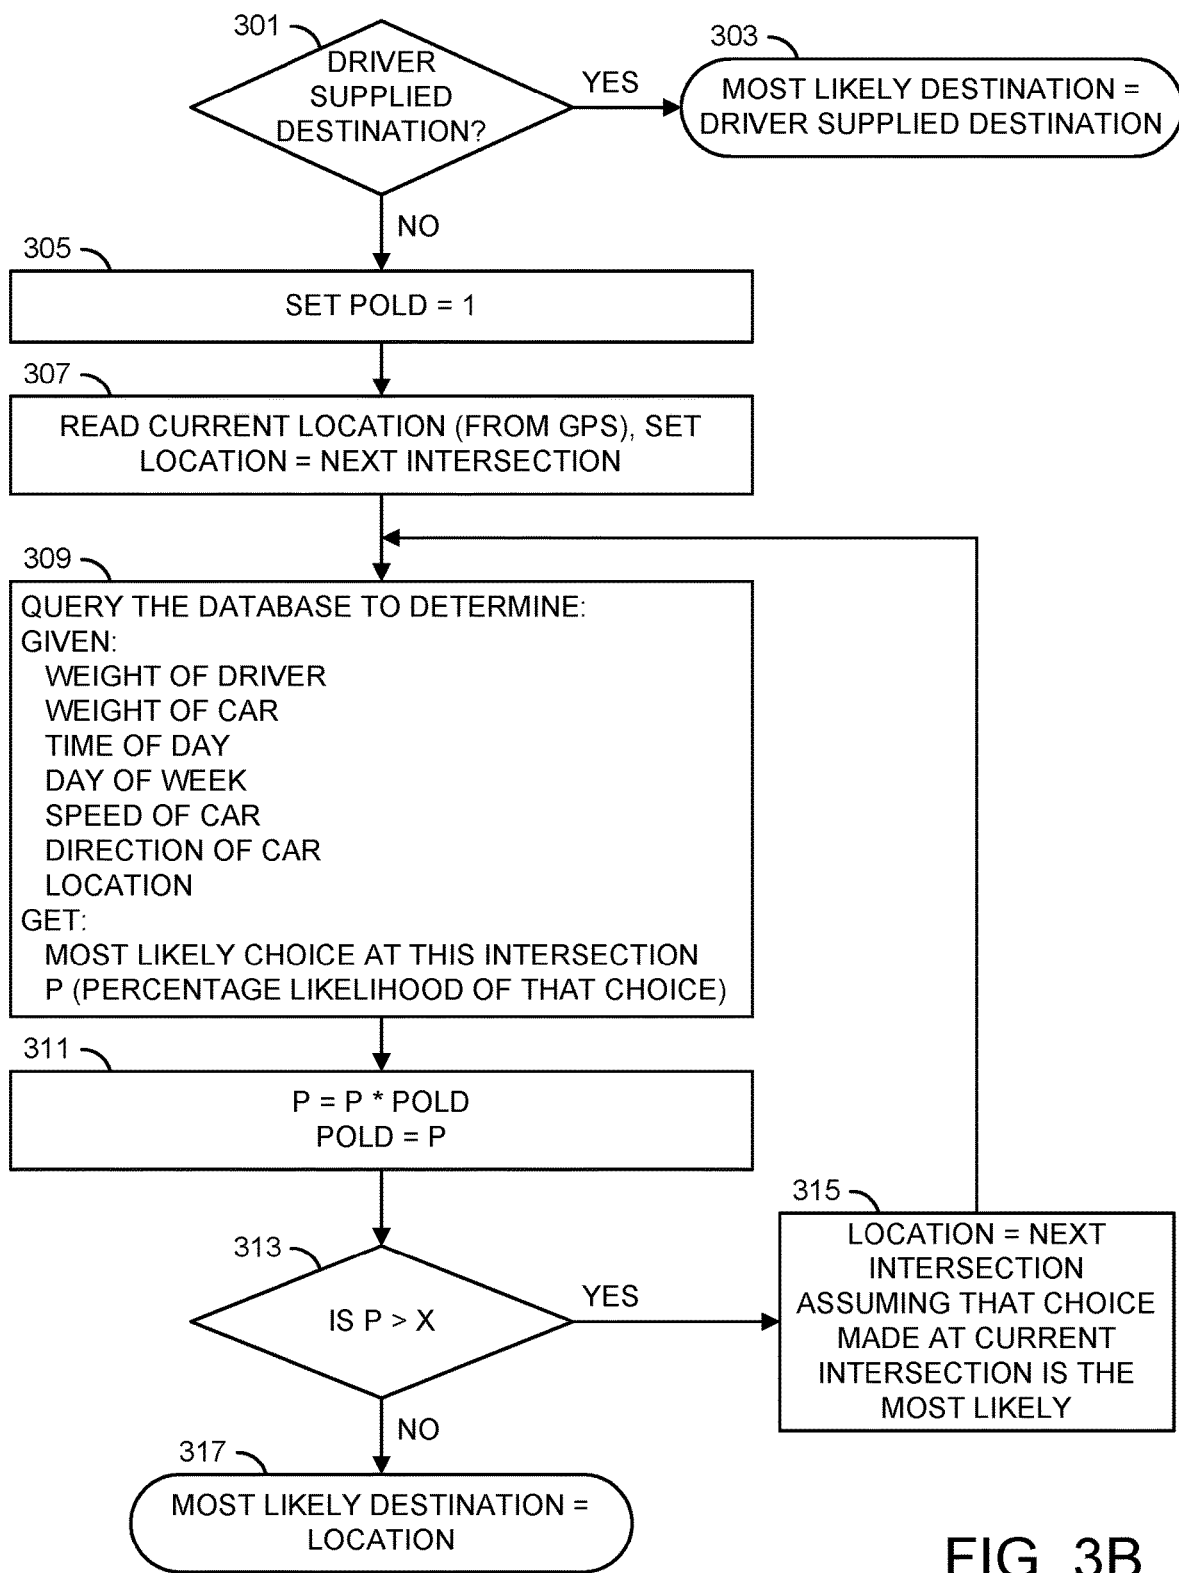 301
DRIVER
SUPPLIED
DESTINATION?
YES
303
MOST LIKELY DESTINATION =
DRIVER SUPPLIED DESTINATION
NO
305
SET POLD = 1
307
READ CURRENT LOCATION (FROM GPS), SET
LOCATION = NEXT INTERSECTION
309
QUERY THE DATABASE TO DETERMINE:
GIVEN:
WEIGHT OF DRIVER
WEIGHT OF CAR
TIME OF DAY
DAY OF WEEK
SPEED OF CAR
DIRECTION OF CAR
LOCATION
GET:
MOST LIKELY CHOICE AT THIS INTERSECTION
P (PERCENTAGE LIKELIHOOD OF THAT CHOICE)
311
P = P * POLD
POLD = P
313
IS P > X
YES
315
LOCATION = NEXT
INTERSECTION
ASSUMING THAT CHOICE
MADE AT CURRENT
INTERSECTION IS THE
MOST LIKELY
NO
317
MOST LIKELY DESTINATION =
LOCATION
FIG. 3B